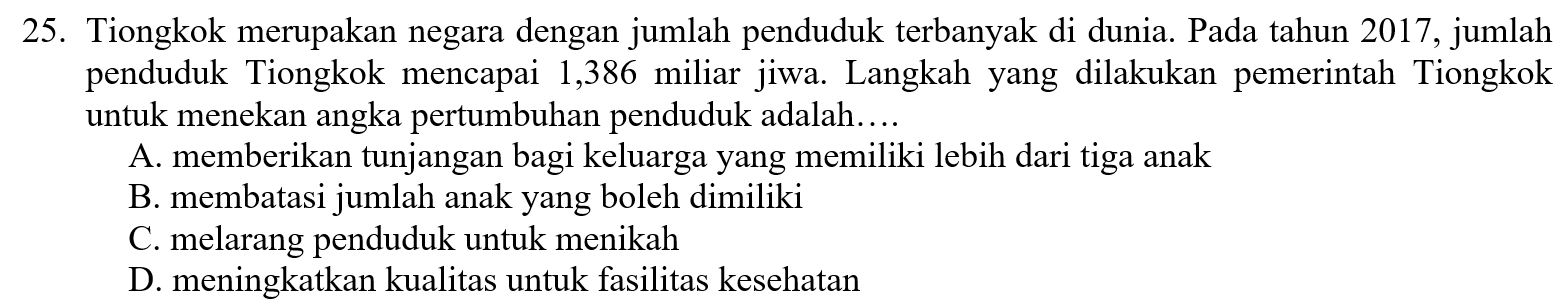 25. Tiongkok merupakan negara dengan jumlah penduduk terbanyak di dunia. Pada tahun 2017, jumlah
penduduk Tiongkok mencapai 1,386 miliar jiwa. Langkah yang dilakukan pemerintah Tiongkok
untuk menekan angka pertumbuhan penduduk adalah….
A. memberikan tunjangan bagi keluarga yang memiliki lebih dari tiga anak
B. membatasi jumlah anak yang boleh dimiliki
C. melarang penduduk untuk menikah
D. meningkatkan kualitas untuk fasilitas kesehatan